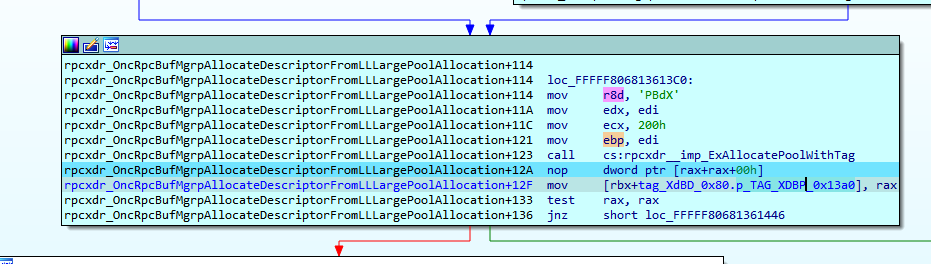 rpcxdr_OncRpcBufMgrpAllocateDescriptorFromLLLargePoolAllocation+114
rpcxdr_OncRpcBufMgrpAllocateDescriptorFromLLLargePoolAllocation+114 loc_FFFFF806813613C0:
rpcxdr_OncRpcBufMgrpAllocateDescriptorFromLLLargePoolAllocation+114 mov r8d, 'PBdX'
rpcxdr_OncRpcBufMgrpAllocateDescriptorFromLLLargePoolAllocation+11A mov edx, edi
rpcxdr_OncRpcBufMgrpAllocateDescriptorFromLLLargePoolAllocation+11C mov ecx, 200h
rpcxdr_OncRpcBufMgrpAllocateDescriptorFromLLLargePoolAllocation+121 mov ebp, edi
rpcxdr_OncRpcBufMgrpAllocateDescriptorFromLLLargePoolAllocation+123 call cs:rpcxdr__imp_ExAllocatePoolWithTag
rpcxdr_OncRpcBufMgrpAllocateDescriptorFromLLLargePoolAllocation+12A nop dword ptr [rax+rax+00h]
rpcxdr_OncRpcBufMgrpAllocateDescriptorFromLLLargePoolAllocation+12F mov [rbx+tag_XdBD_0x80.p_TAG_XDBP_0x13a0], rax
rpcxdr_OncRpcBufMgrpAllocateDescriptorFromLLLargePoolAllocation+133 test rax, rax
rpcxdr_OncRpcBufMgrpAllocateDescriptorFromLLLargePoolAllocation+136 jnz short loc_FFFFF80681361446